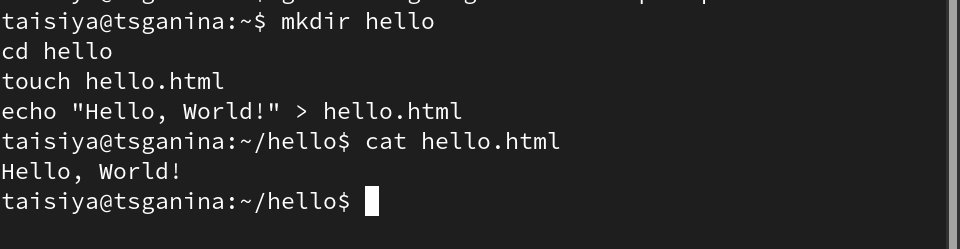 taisiya@tsganina:~$ mkdir hello
cd hello
touch hello.html
echo "Hello, World!" > hello.html
taisiya@tsganina:~/hello$ cat hello.html
Hello, World!
taisiya@tsganina:~/hello$